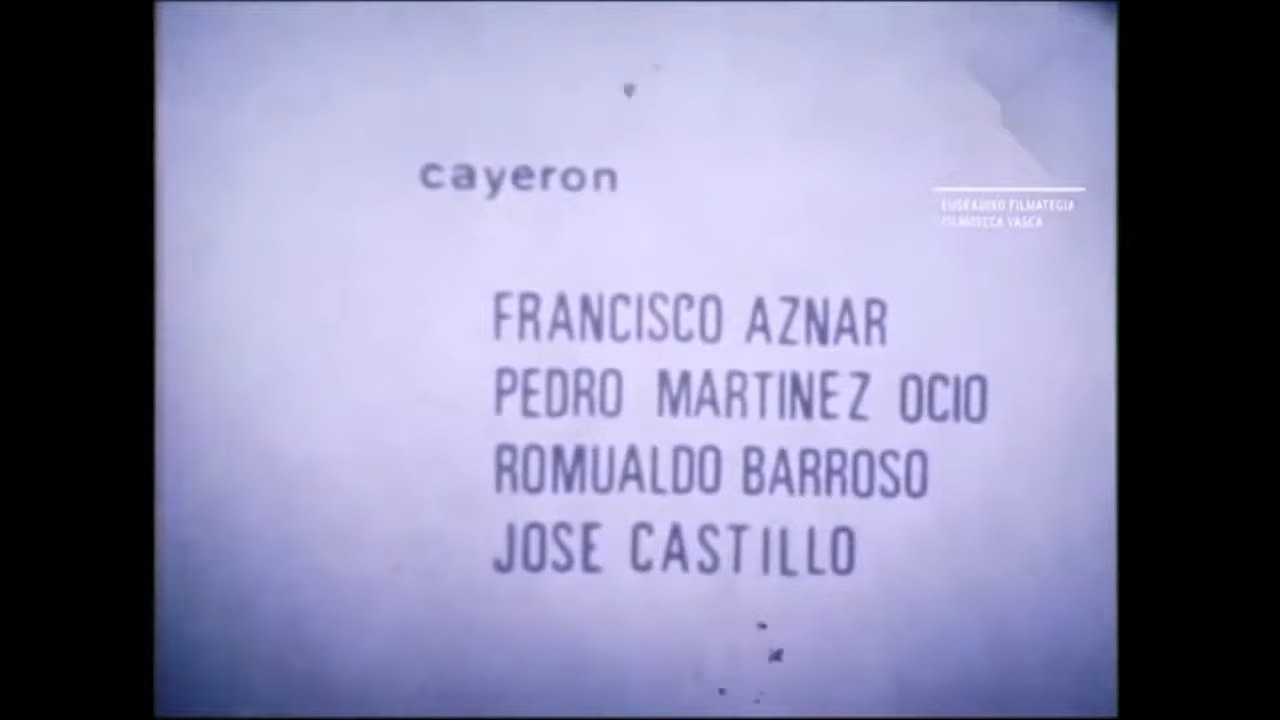 cayeron
EUSKADIKO FILMATEGIA
FILMOTECA VASCA
FRANCISCO AZNAR
PEDRO MARTINEZ OCIO
ROMUALDO BARROSO
JOSE CASTILLO